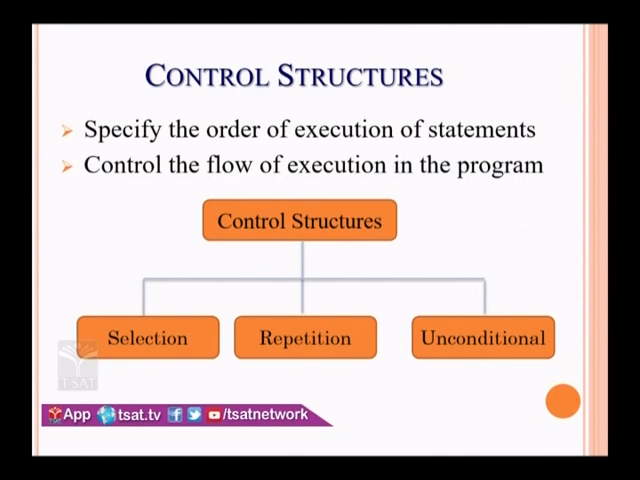 CONTROL STRUCTURES
Specify the order of execution of statements
Control the flow of execution in the program
Control Structures
Selection Repetition Unconditional
T SAT
App tsat.tv /tsatnetwork